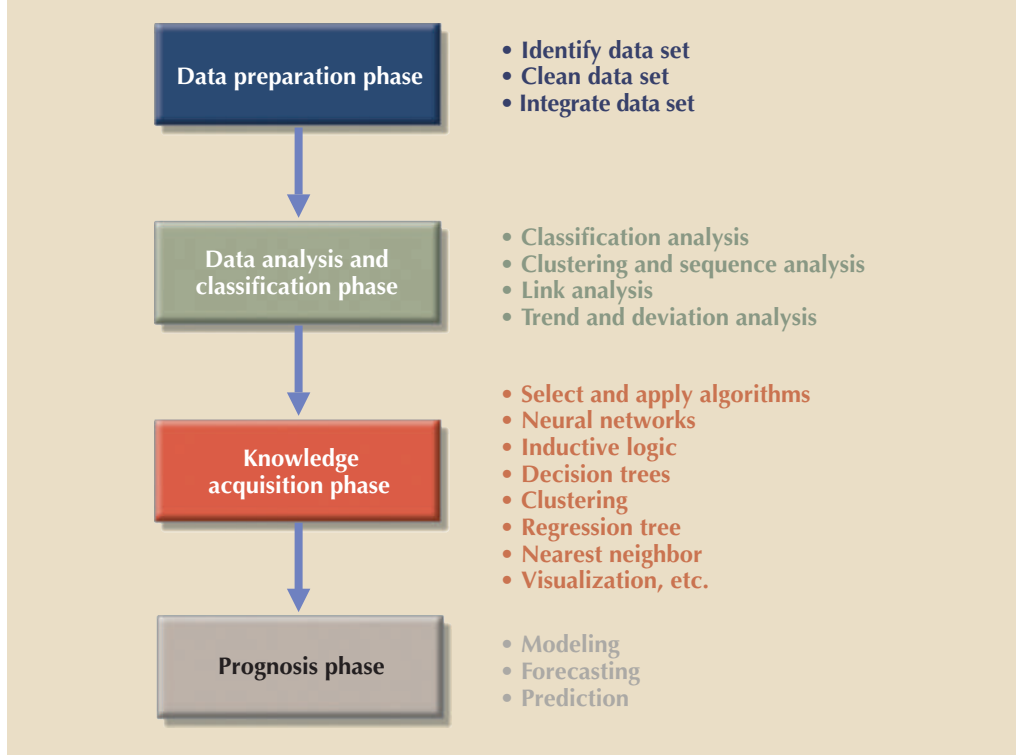 Data preparation phase
• Identify data set
• Clean data set
• Integrate data set
Data analysis and
classification phase
• Classification analysis
• Clustering and sequence analysis
• Link analysis
• Trend and deviation analysis
Knowledge
acquisition phase
• Select and apply algorithms
• Neural networks
• Inductive logic
• Decision trees
• Clustering
• Regression tree
• Nearest neighbor
• Visualization, etc.
Prognosis phase
• Modeling
• Forecasting
• Prediction